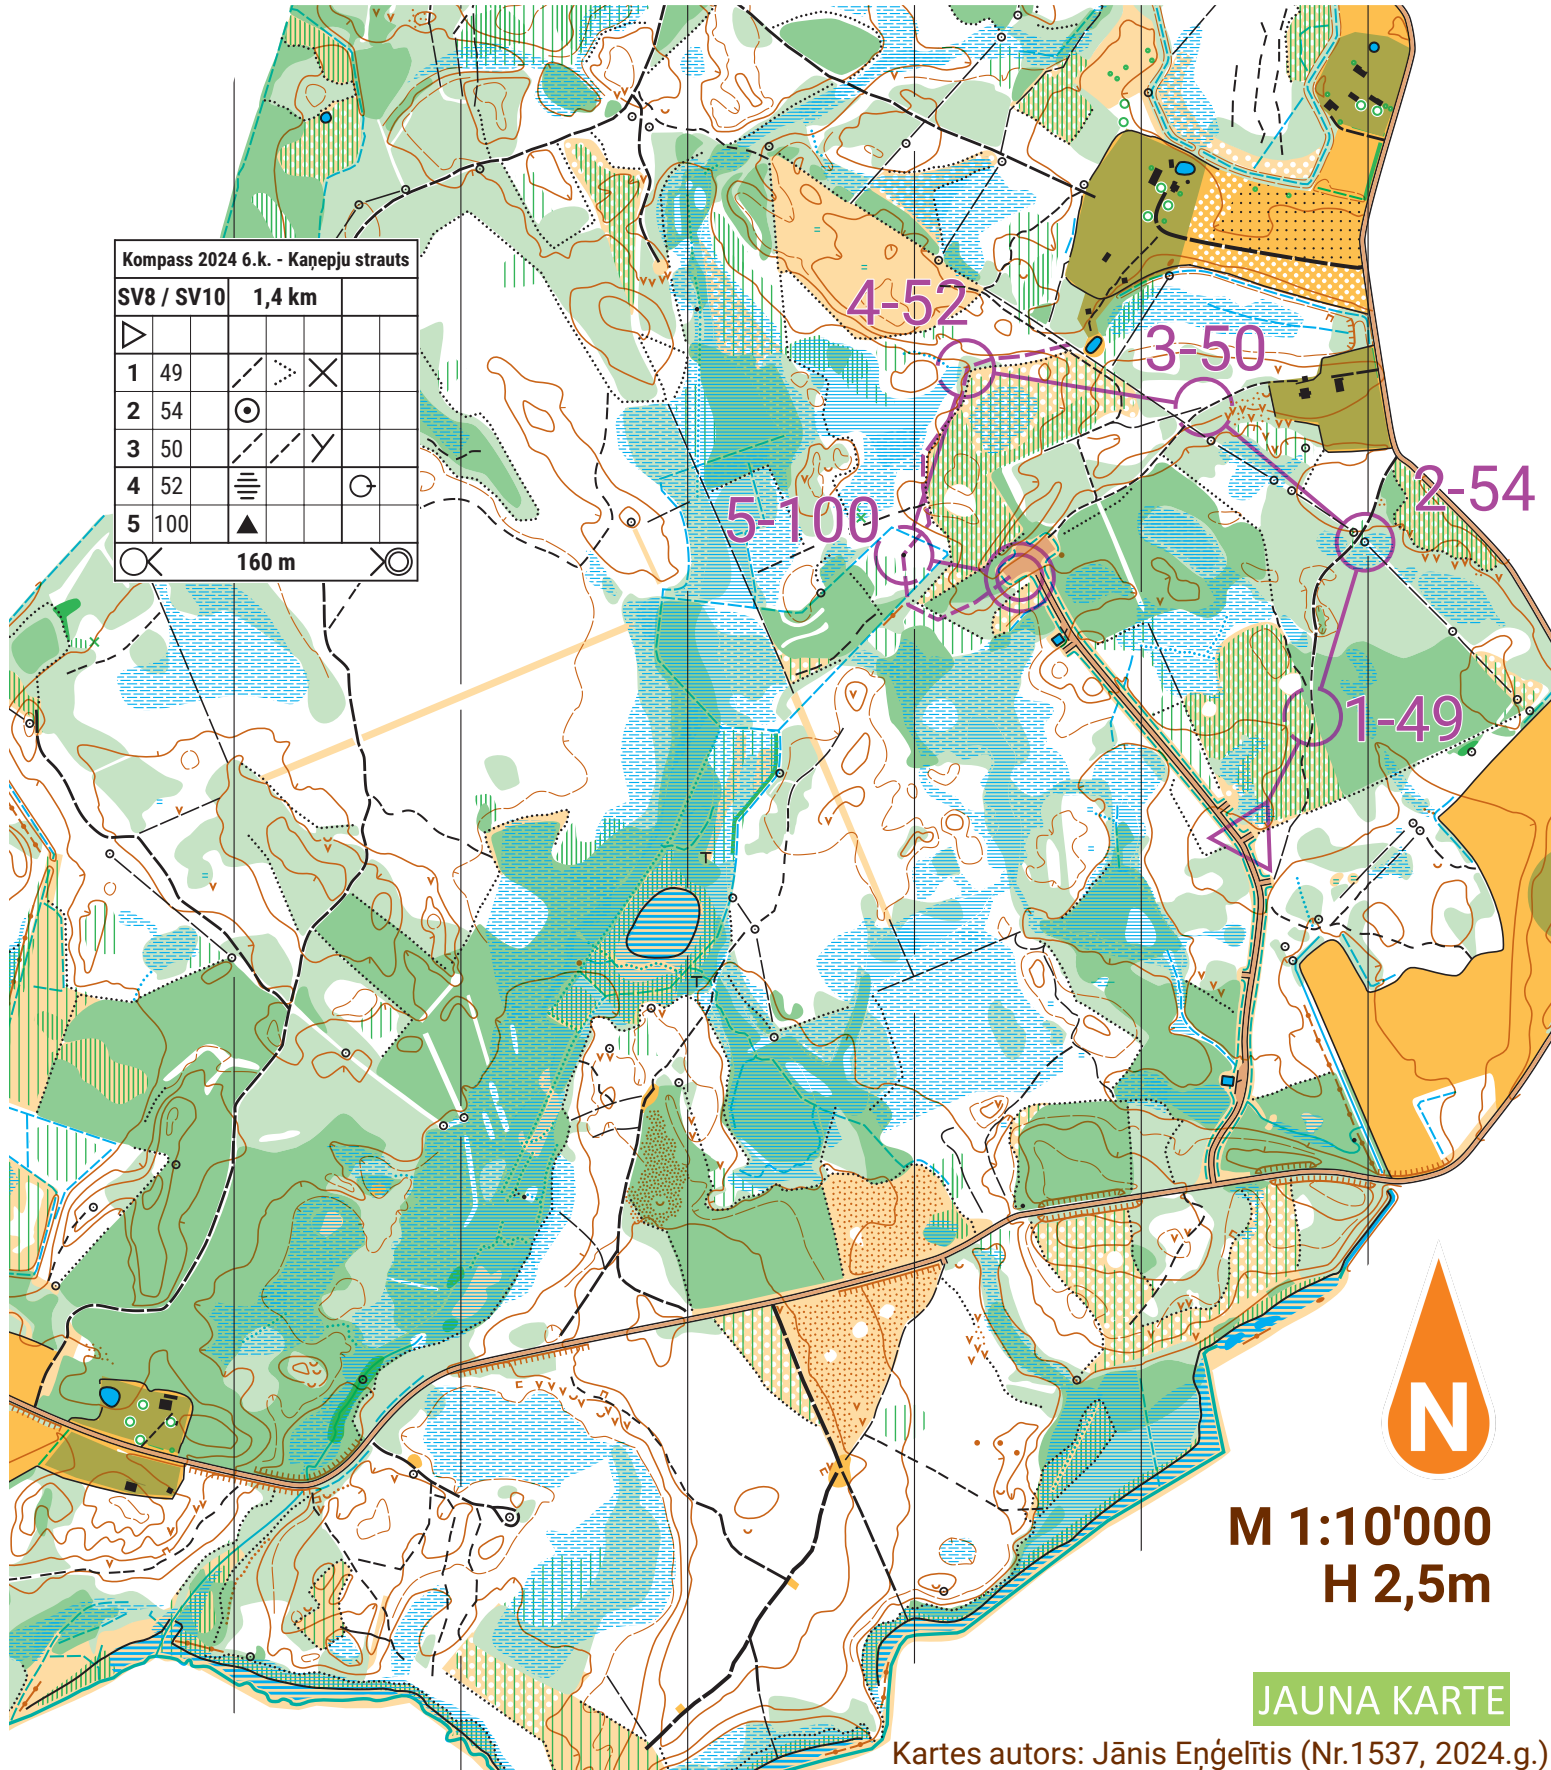 Kompass 2024 6.k. - Kaņepju strauts
SV8 / SV10 1,4 km
1 49
2 54
3 50
4 52
5 100
160 m
4-52
3-50
2-54
5-100
1-49
N
M 1:10'000
H 2,5m
JAUNA KARTE
Kartes autors: Jānis Eņģelītis (Nr.1537, 2024.g.)